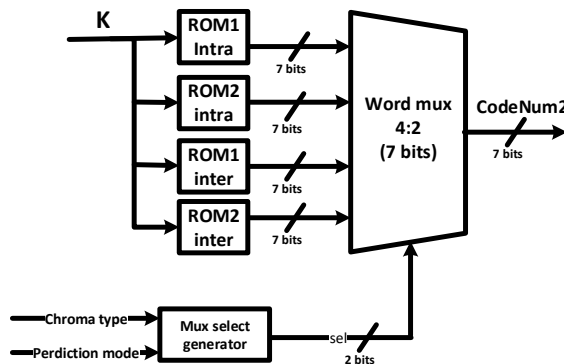 K
ROM1
Intra
7 bits
ROM2
intra
7 bits
ROM1
inter
7 bits
ROM2
inter
7 bits
Word mux
4:2
(7 bits)
CodeNum2
7 bits
Chroma type
Perdiction mode
Mux select
generator
sel
2 bits